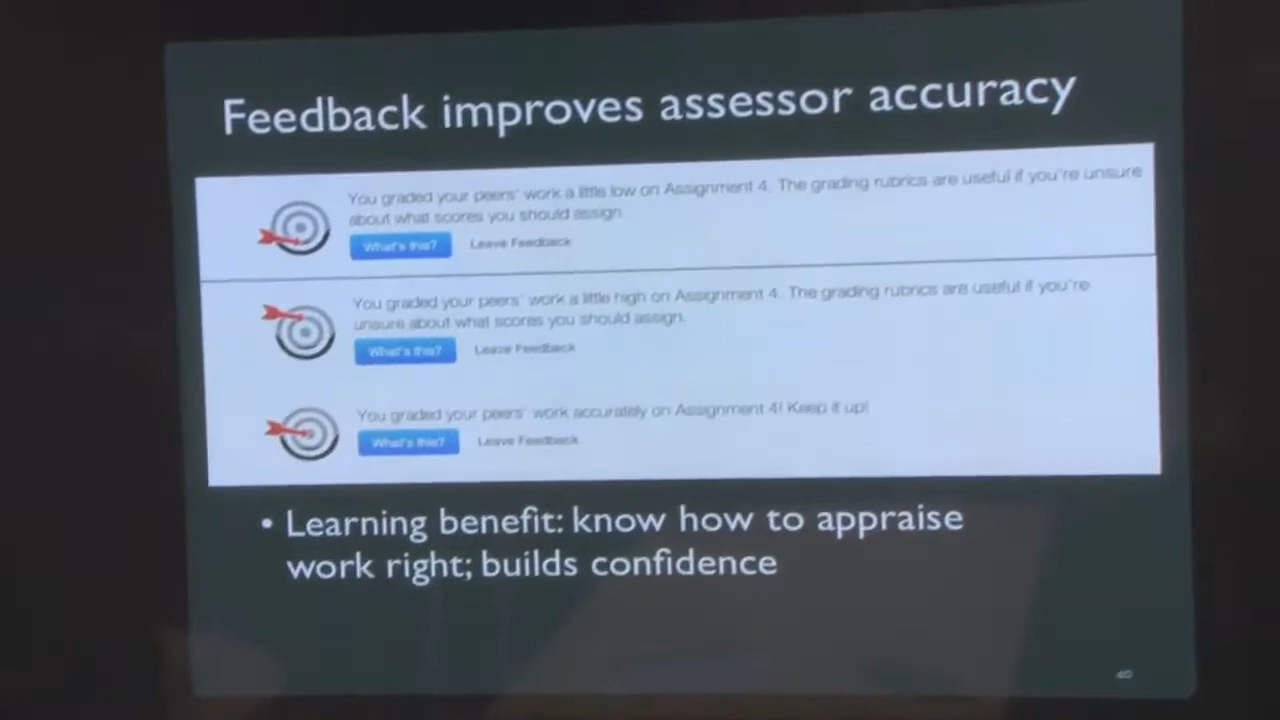 Feedback improves assessor accuracy
You graded your peers' work a little low on Assignment 4. The grading rubrics are useful if you're unsure
about what scores you should assign.
What's this? Leave Feedback
You graded your peers' work a little high on Assignment 4. The grading rubrics are useful if you're
unsure about what scores you should assign.
What's this? Leave Feedback
You graded your peers' work accurately on Assignment 4! Keep it up!
What's this? Leave Feedback
• Learning benefit: know how to appraise
work right; builds confidence
40